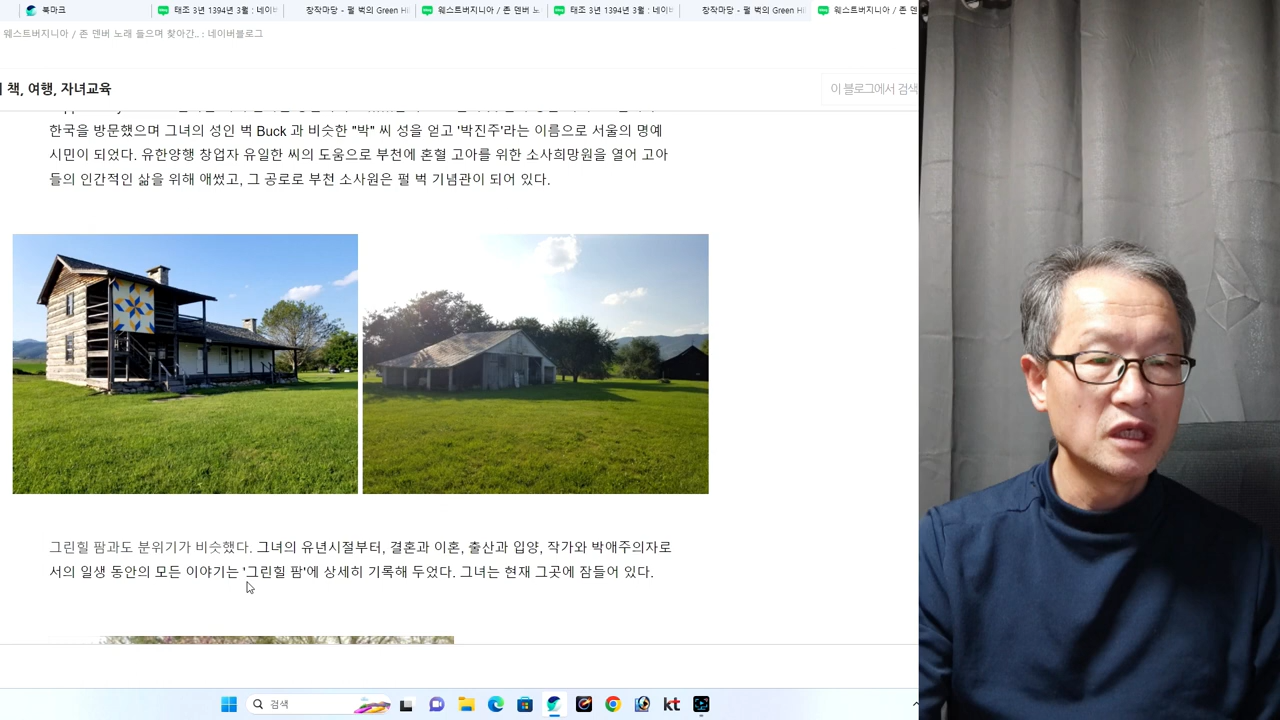 북마크
태조 3년 1394년 3월 : 네이버
창작마당 - 펄 벅의 Green Hi
웨스트버지니아 / 존 덴버 노
태조 3년 1394년 3월 : 네이버
창작마당 - 펄 벅의 Green Hi
웨스트버지니아 / 존 덴
웨스트버지니아 / 존 덴버 노래 들으며 찾아간.. : 네이버블로그
책, 여행, 자녀교육
이 블로그에서 검색
한국을 방문했으며 그녀의 성인 벅 Buck 과 비슷한 "박" 씨 성을 얻고 '박진주'라는 이름으로 서울의 명예
시민이 되었다. 유한양행 창업자 유일한 씨의 도움으로 부천에 혼혈 고아를 위한 소사희망원을 열어 고아
들의 인간적인 삶을 위해 애썼고, 그 공로로 부천 소사원은 펄 벅 기념관이 되어 있다.
그린힐 팜과도 분위기가 비슷했다. 그녀의 유년시절부터, 결혼과 이혼, 출산과 입양, 작가와 박애주의자로
서의 일생 동안의 모든 이야기는 '그린힐 팜'에 상세히 기록해 두었다. 그녀는 현재 그곳에 잠들어 있다.
검색
kt